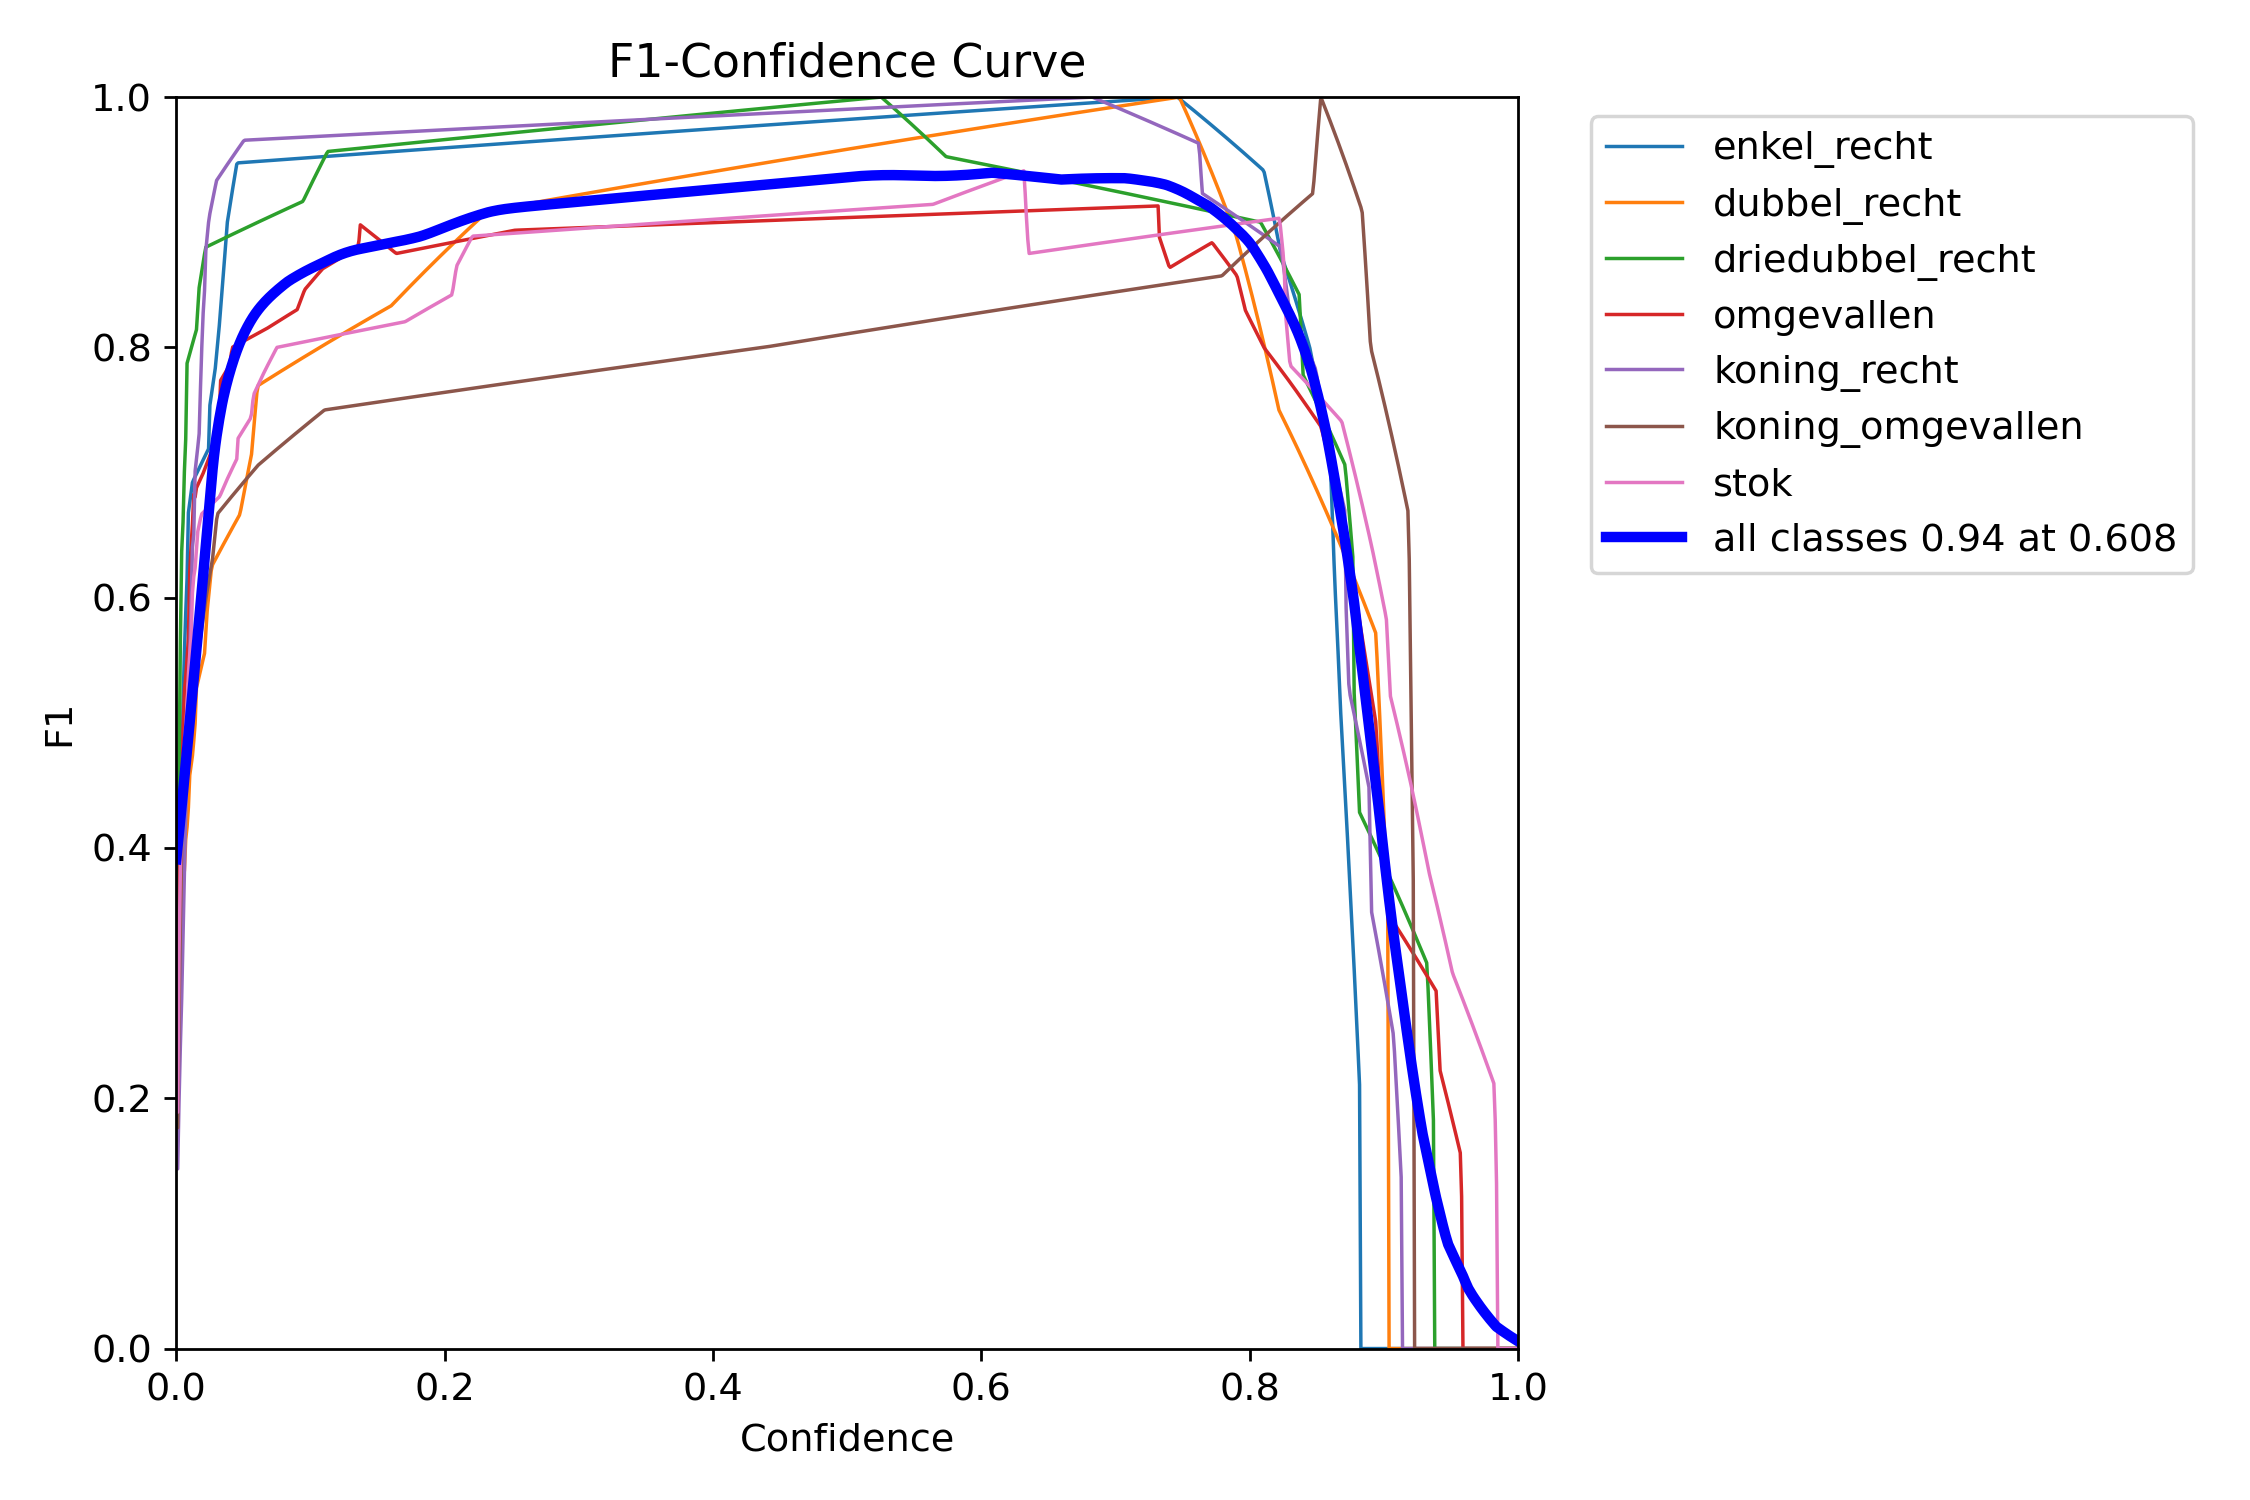 F1-Confidence Curve
F1
1.0
0.8
0.6
0.4
0.2
0.0
0.0 0.2 0.4 0.6 0.8 1.0
Confidence
enkel_recht
dubbel_recht
driedubbel_recht
omgevallen
koning_recht
koning_omgevallen
stok
all classes 0.94 at 0.608